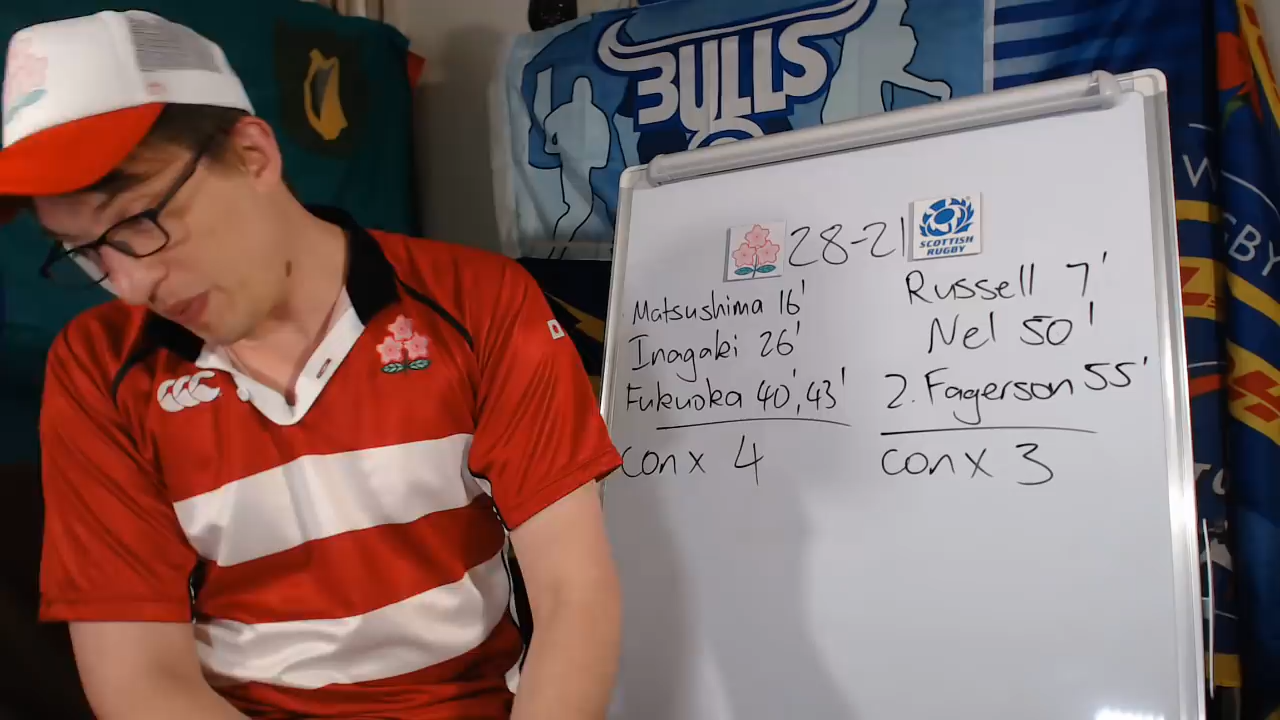 BULLS
28-21
SCOTTISH
RUGBY
Matsushima 16'
Inagaki 26'
Fukuoka 40', 43'
con x 4
Russell 7'
Nel 50'
Z. Fagerson 55'
con x 3